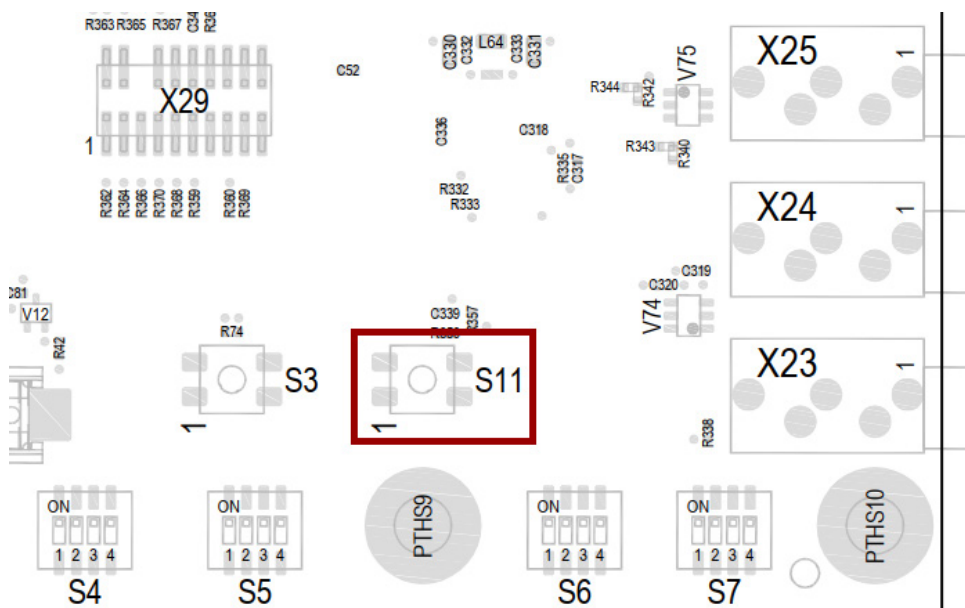 R363 R365 R367 C34 R36
X29
1
R362 R364 R366 R370 R368 R359 R360 R369
C52
C330 C332 L64 C333 C331
C336
C318
R335 C317
R332
R333
R344 R342
V75
R343 R340
X25 1
X24 1
C319
C320
V74
X23 1
R338
C81
V12
R42
R74
S3
1
C339 R357
S11
1
ON
1 2 3 4
S4
ON
1 2 3 4
S5
PTHS9
ON
1 2 3 4
S6
ON
1 2 3 4
S7
PTHS10